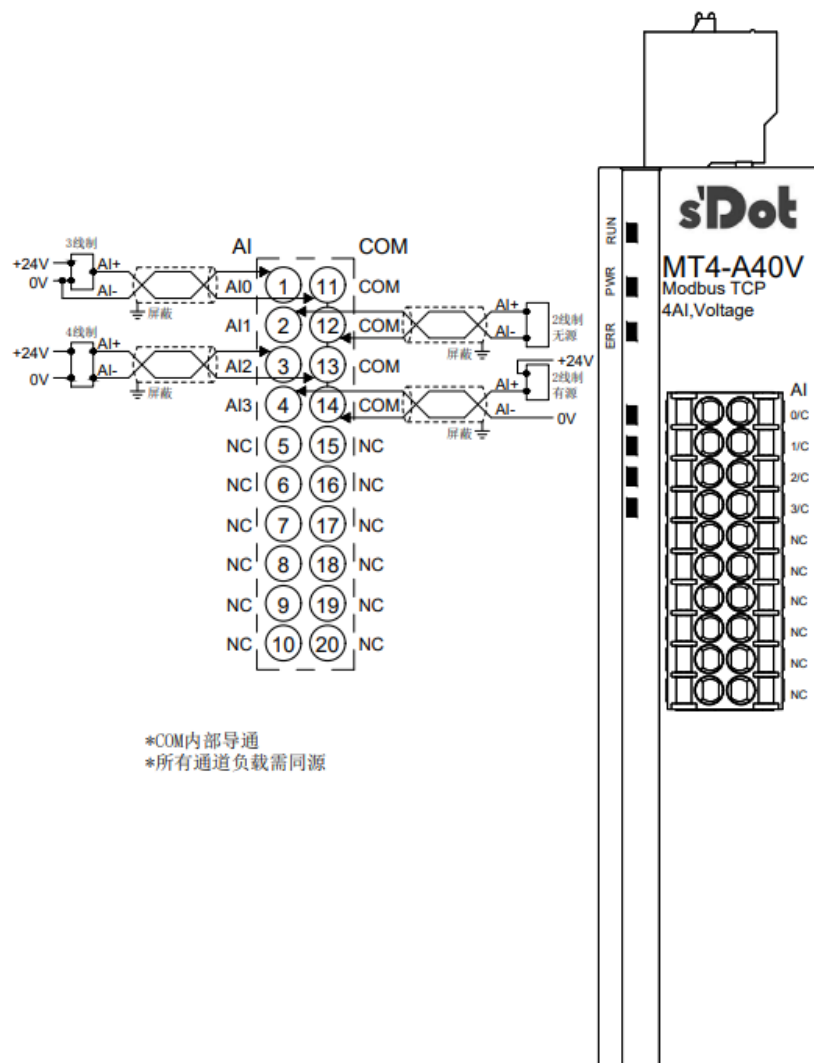 s'Dot
MT4-A40V
Modbus TCP
4AI,Voltage
RUN
PWR
ERR
AI
0/C
1/C
2/C
3/C
NC
NC
NC
NC
NC
NC
AI COM
3线制
+24V AI+
0V AI-
屏蔽
AI0 1 11 COM
AI1 2 12 COM
AI+ 2线制
AI- 无源
屏蔽
4线制
+24V AI+
0V AI-
屏蔽
AI2 3 13 COM
+24V
AI+ 2线制
有源
AI- 0V
屏蔽
AI3 4 14 COM
NC 5 15 NC
NC 6 16 NC
NC 7 17 NC
NC 8 18 NC
NC 9 19 NC
NC 10 20 NC
*COM内部导通
*所有通道负载需同源